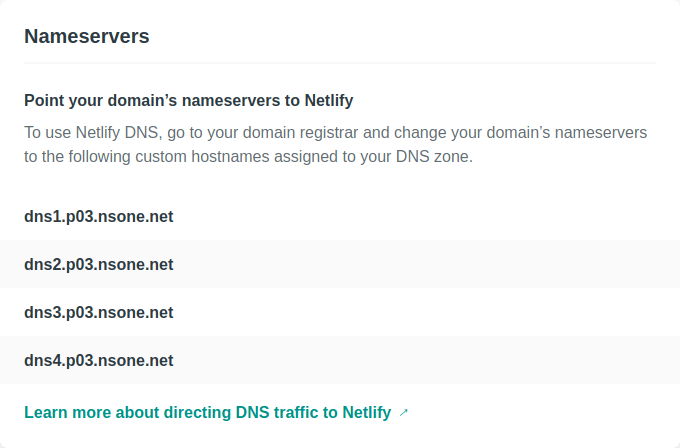 Nameservers
Point your domain’s nameservers to Netlify
To use Netlify DNS, go to your domain registrar and change your domain’s nameservers
to the following custom hostnames assigned to your DNS zone.
dns1.p03.nsone.net
dns2.p03.nsone.net
dns3.p03.nsone.net
dns4.p03.nsone.net
Learn more about directing DNS traffic to Netlify ↗